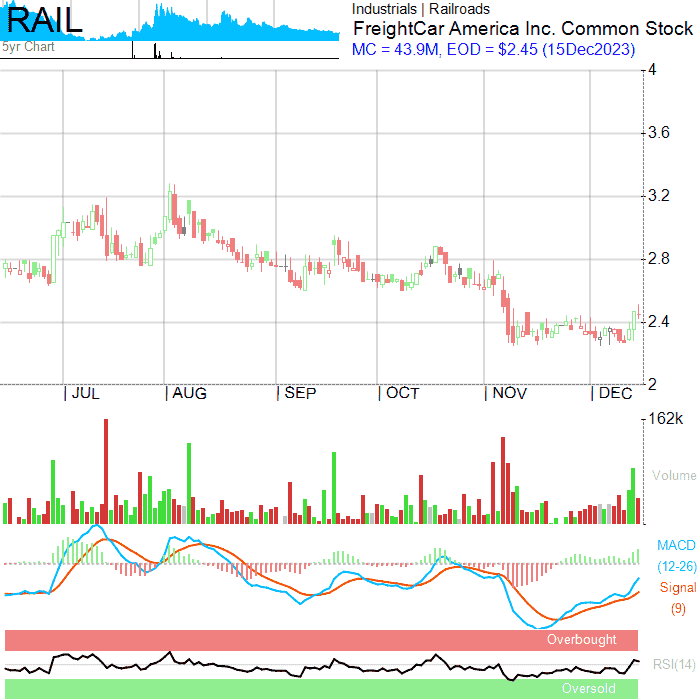 RAIL
5yr Chart
Industrials | Railroads
FreightCar America Inc. Common Stock
MC = 43.9M, EOD = $2.45 (15Dec2023)
4
3.6
3.2
2.8
2.4
2
JUL AUG SEP OCT NOV DEC
162k
Volume
MACD
(12-26)
Signal
(9)
Overbought
RSI(14)
Oversold